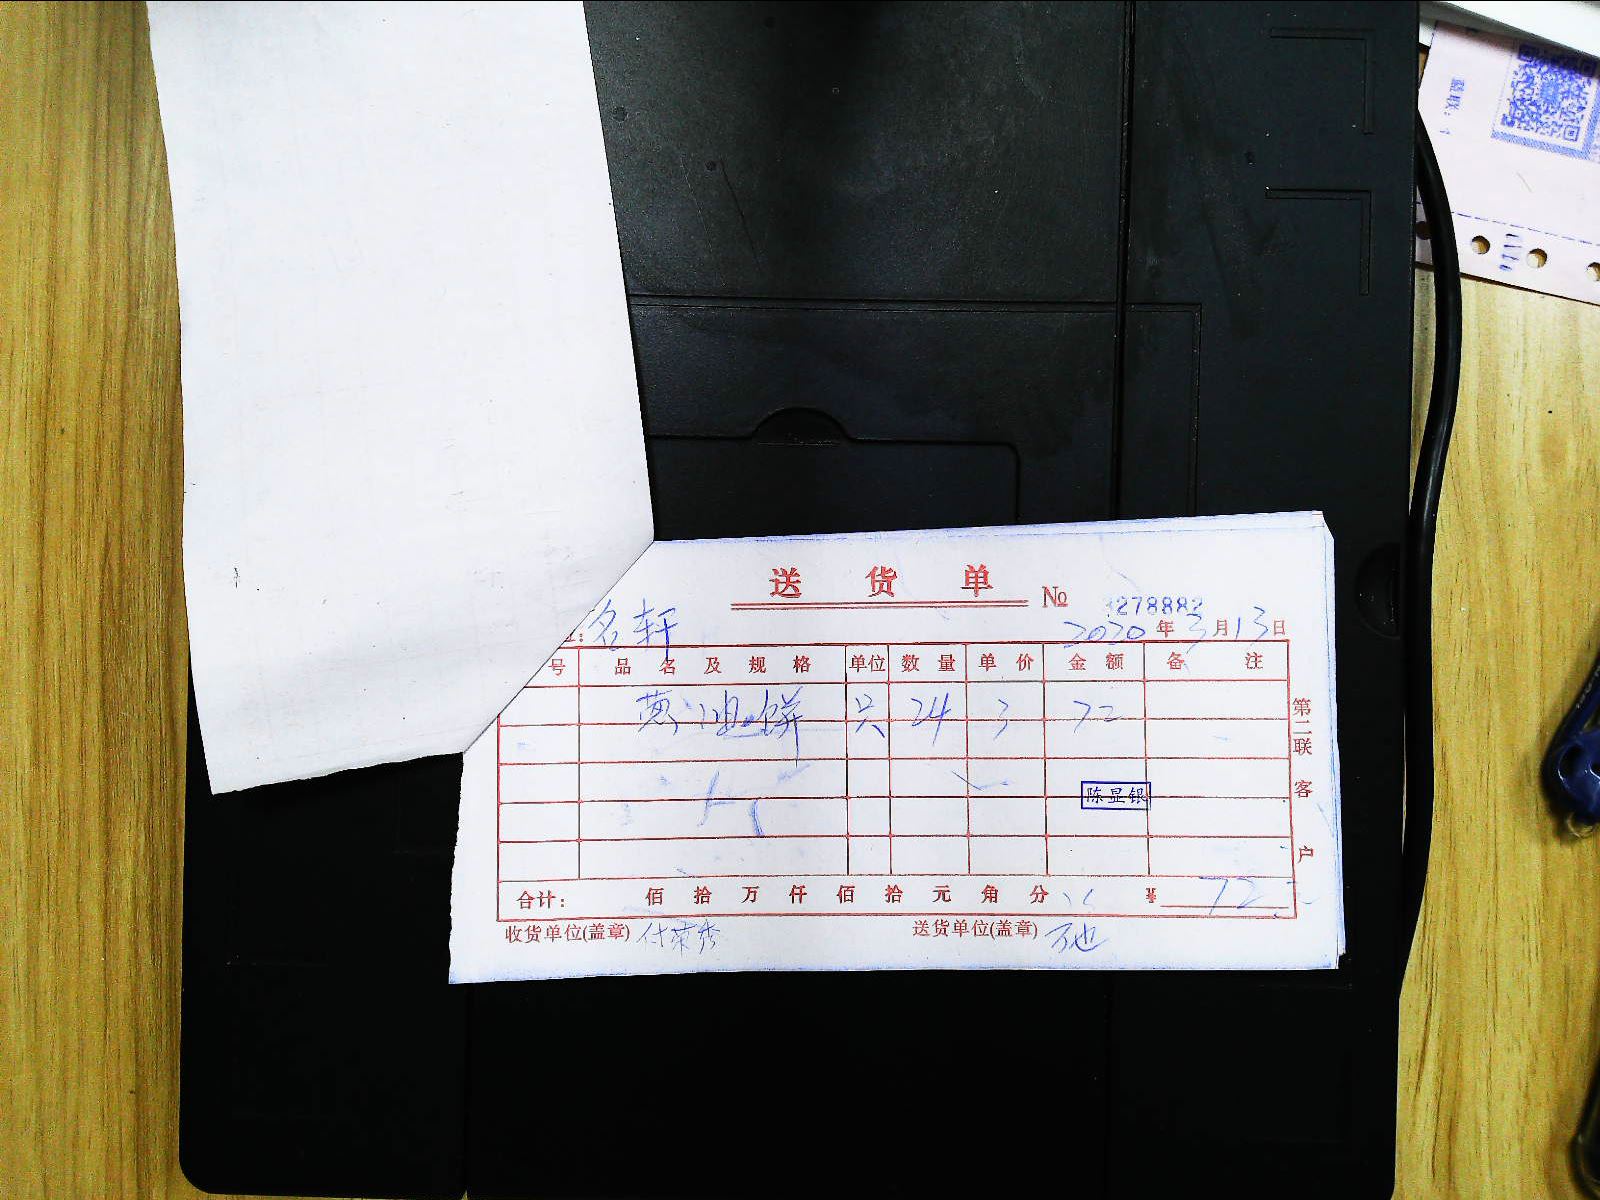 送 货 单 №
278882
名轩
2020 年 3 月 13 日
号 品 名 及 规 格 单位 数 量 单 价 金 额 备 注
葱油饼 只 24 3 72
陈显银
合计: 佰 拾 万 仟 佰 拾 元 角 分 ¥ 72
收货单位(盖章) 付荣秀 送货单位(盖章)
第二联 客户